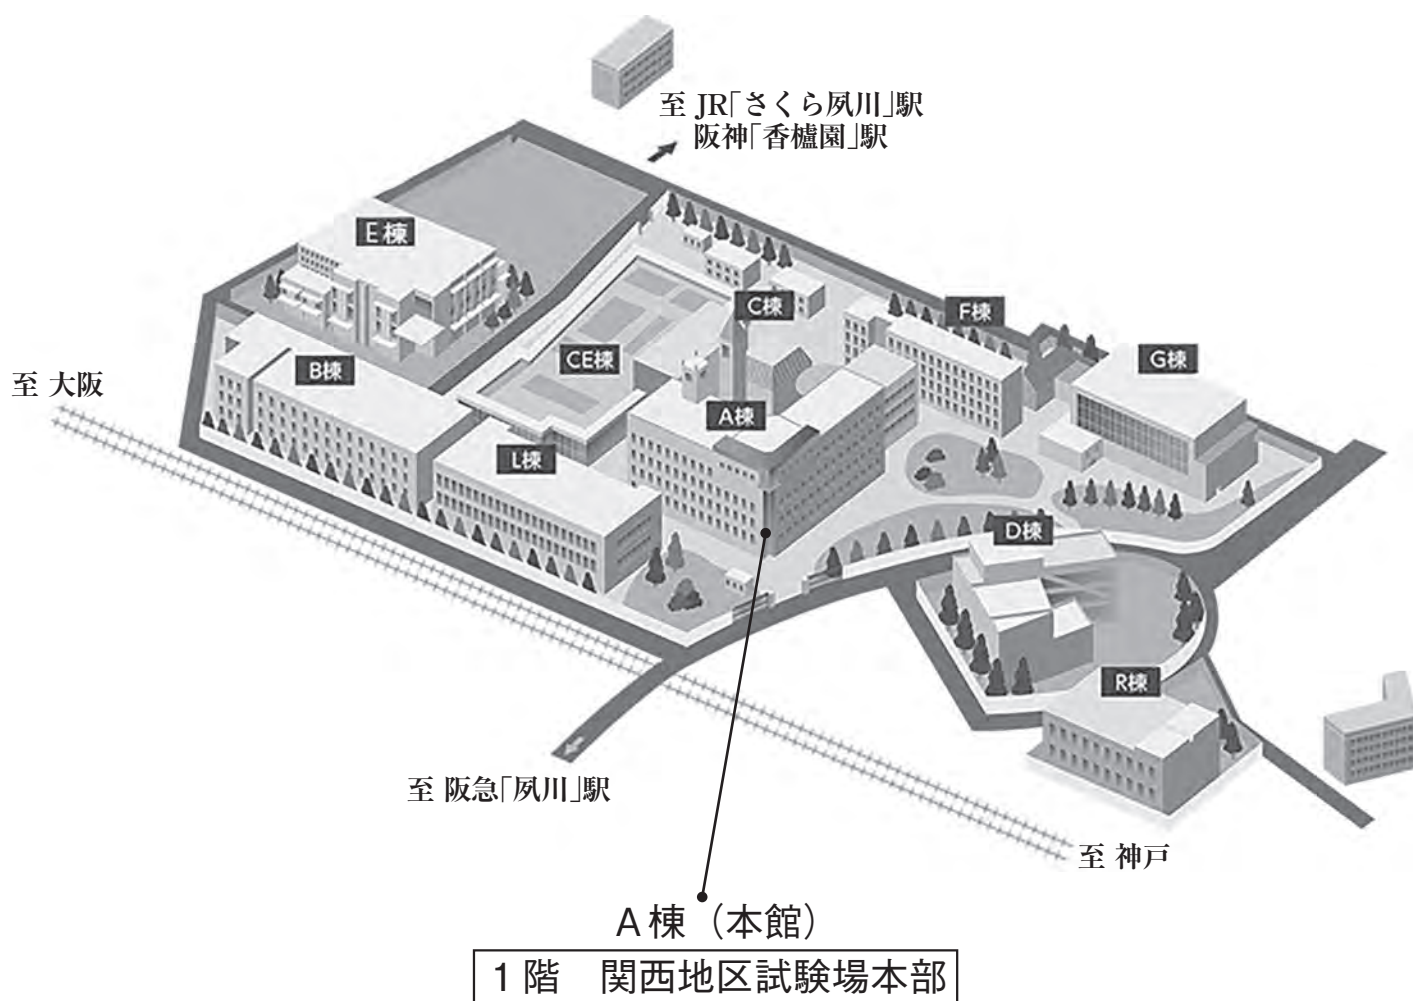 至 JR「さくら夙川」駅
阪神「香櫨園」駅
E棟
C棟
F棟
G棟
CE棟
B棟
至 大阪
A棟
L棟
D棟
R棟
至 阪急「夙川」駅
至 神戸
A棟（本館）
1階　関西地区試験場本部